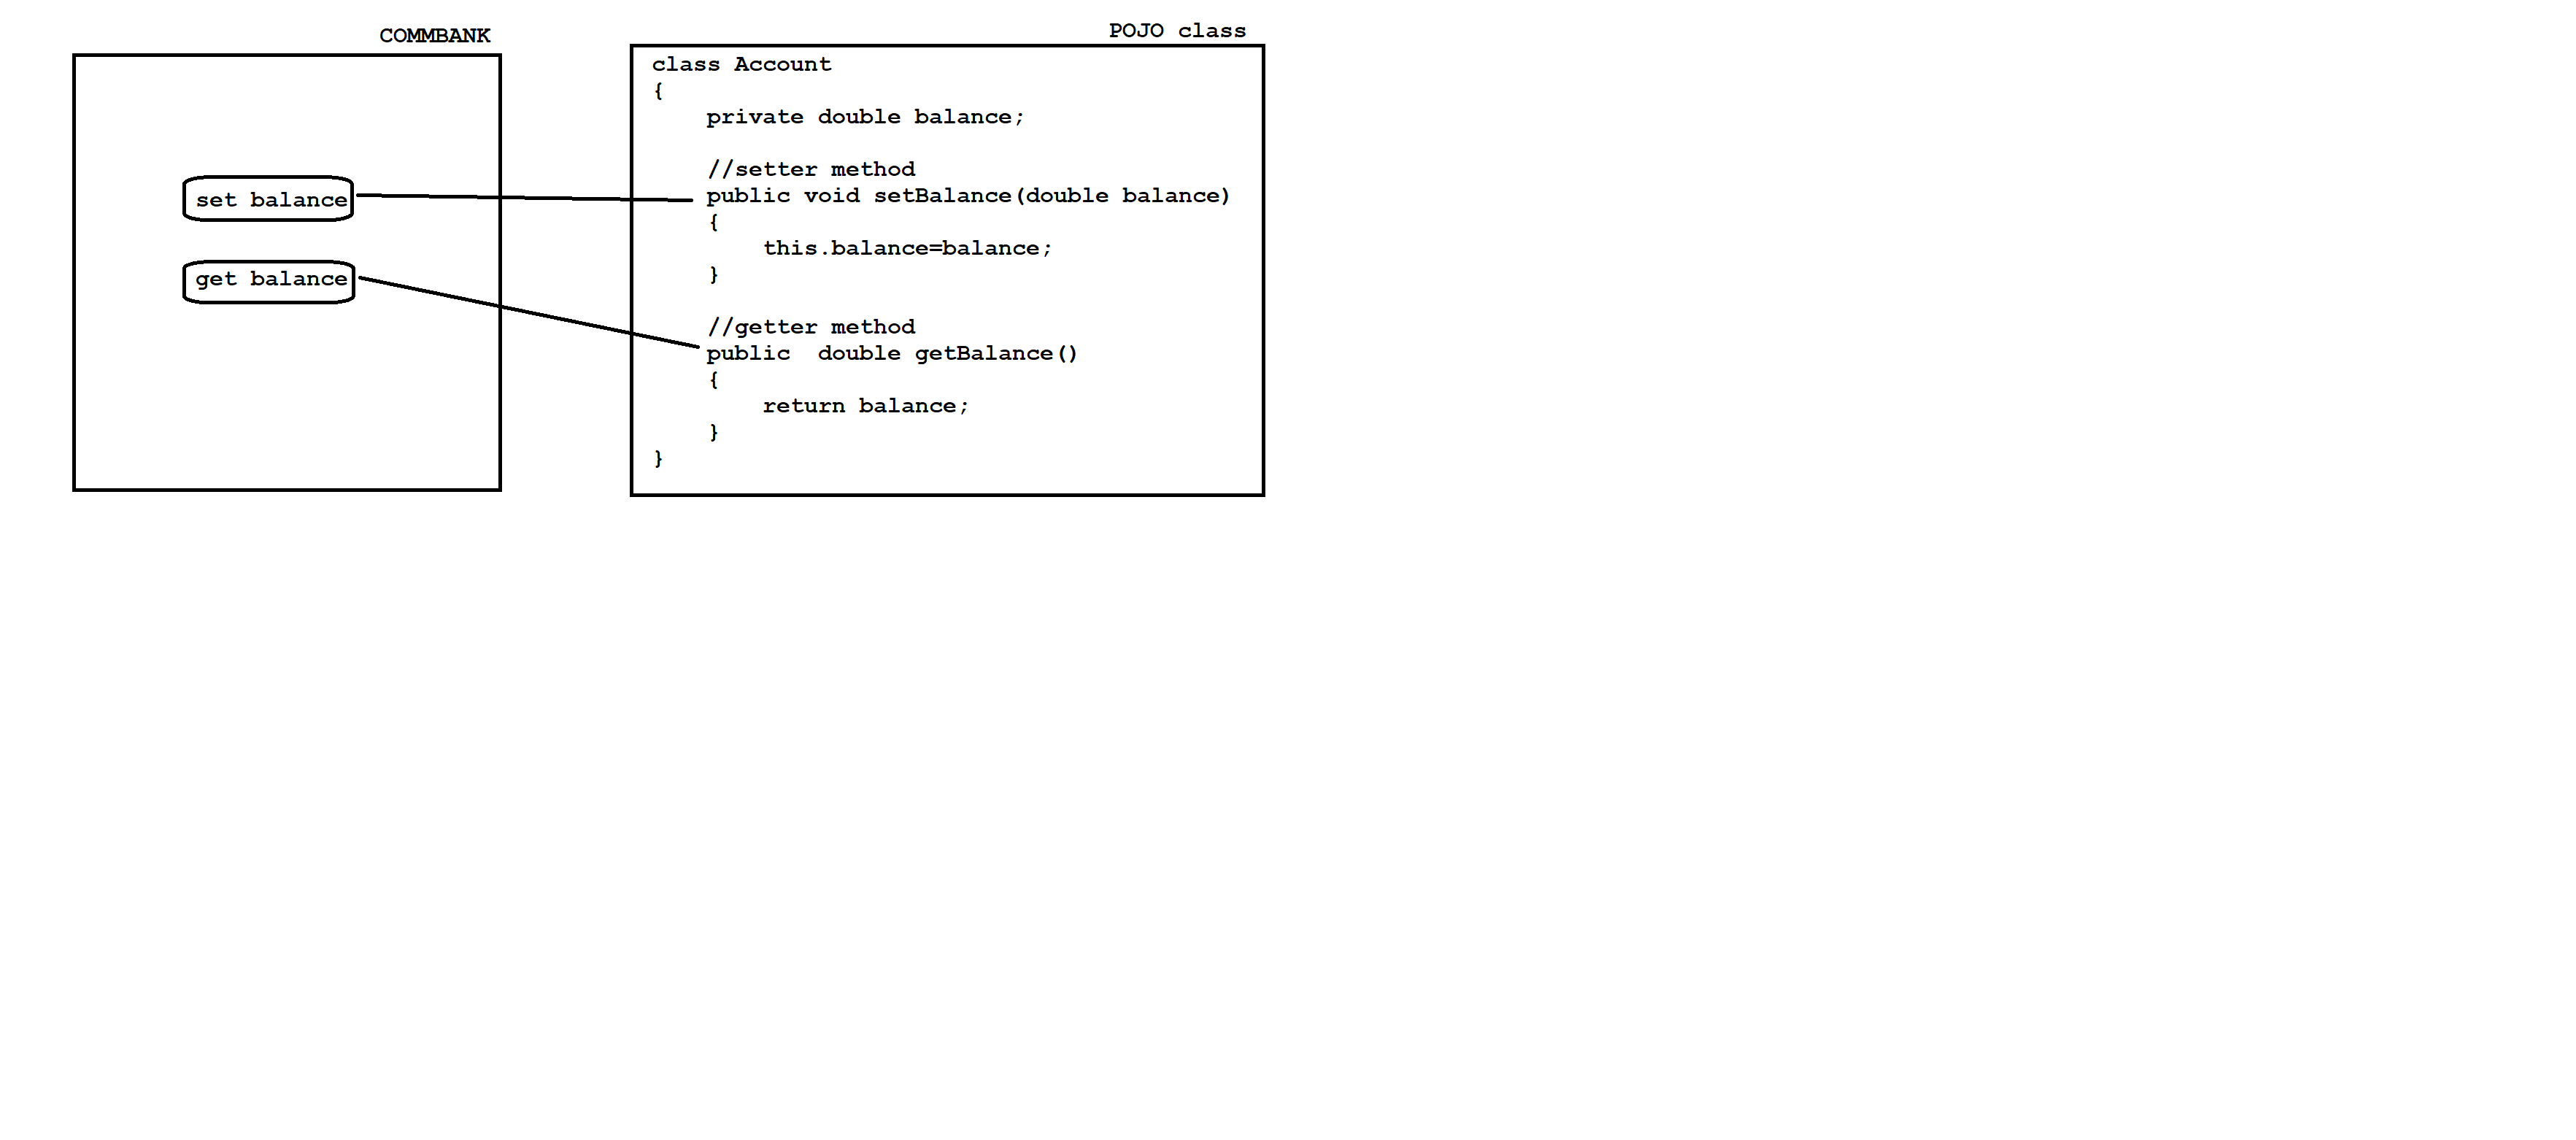 COMMBANK
set balance
get balance
POJO class
class Account
{
    private double balance;

    //setter method
    public void setBalance(double balance)
    {
        this.balance=balance;
    }

    //getter method
    public  double getBalance()
    {
        return balance;
    }
}